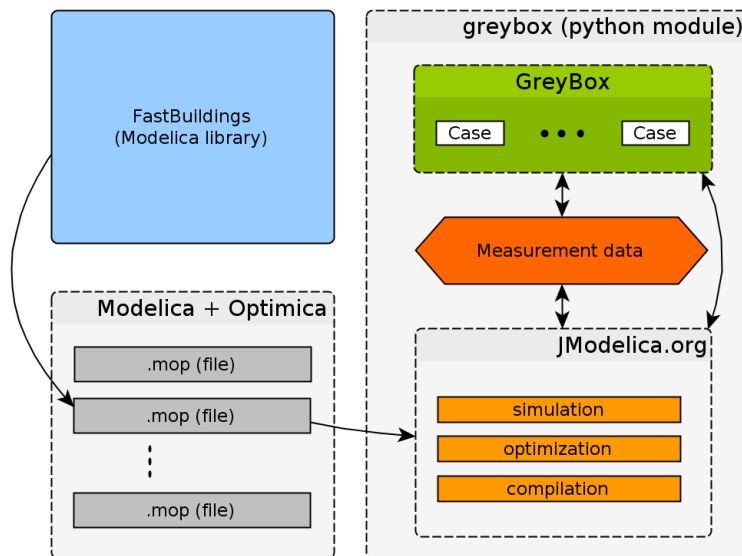 FastBuildings
(Modelica library)
Modelica + Optimica
.mop (file)
.mop (file)
.mop (file)
greybox (python module)
GreyBox
Case
Case
Measurement data
JModelica.org
simulation
optimization
compilation